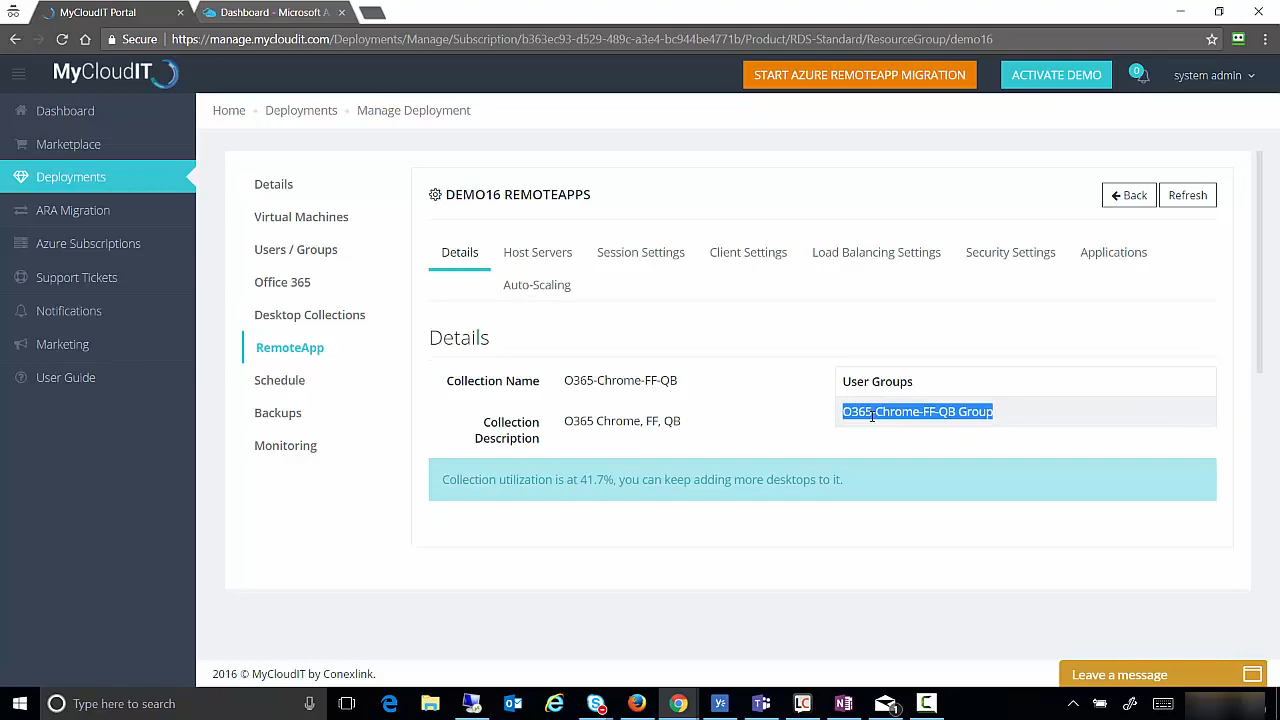 MyCloudIT Portal
Dashboard - Microsoft A
Secure
https://manage.mycloudit.com/Deployments/Manage/Subscription/b363ec93-d529-489c-a3e4-bc944be4771b/Product/RDS-Standard/ResourceGroup/demo16
MyCloudIT
START AZURE REMOTEAPP MIGRATION
ACTIVATE DEMO
0
system admin
Dashboard
Marketplace
Deployments
ARA Migration
Azure Subscriptions
Support Tickets
Notifications
Marketing
User Guide
Home
Deployments
Manage Deployment
Details
Virtual Machines
Users / Groups
Office 365
Desktop Collections
RemoteApp
Schedule
Backups
Monitoring
DEMO16 REMOTEAPPS
Back
Refresh
Details
Host Servers
Session Settings
Client Settings
Load Balancing Settings
Security Settings
Applications
Auto-Scaling
Details
Collection Name
O365-Chrome-FF-QB
Collection
Description
O365 Chrome, FF, QB
User Groups
O365-Chrome-FF-QB Group
Collection utilization is at 41.7%, you can keep adding more desktops to it.
2016 © MyCloudIT by Conexlink.
Leave a message
Type here to search